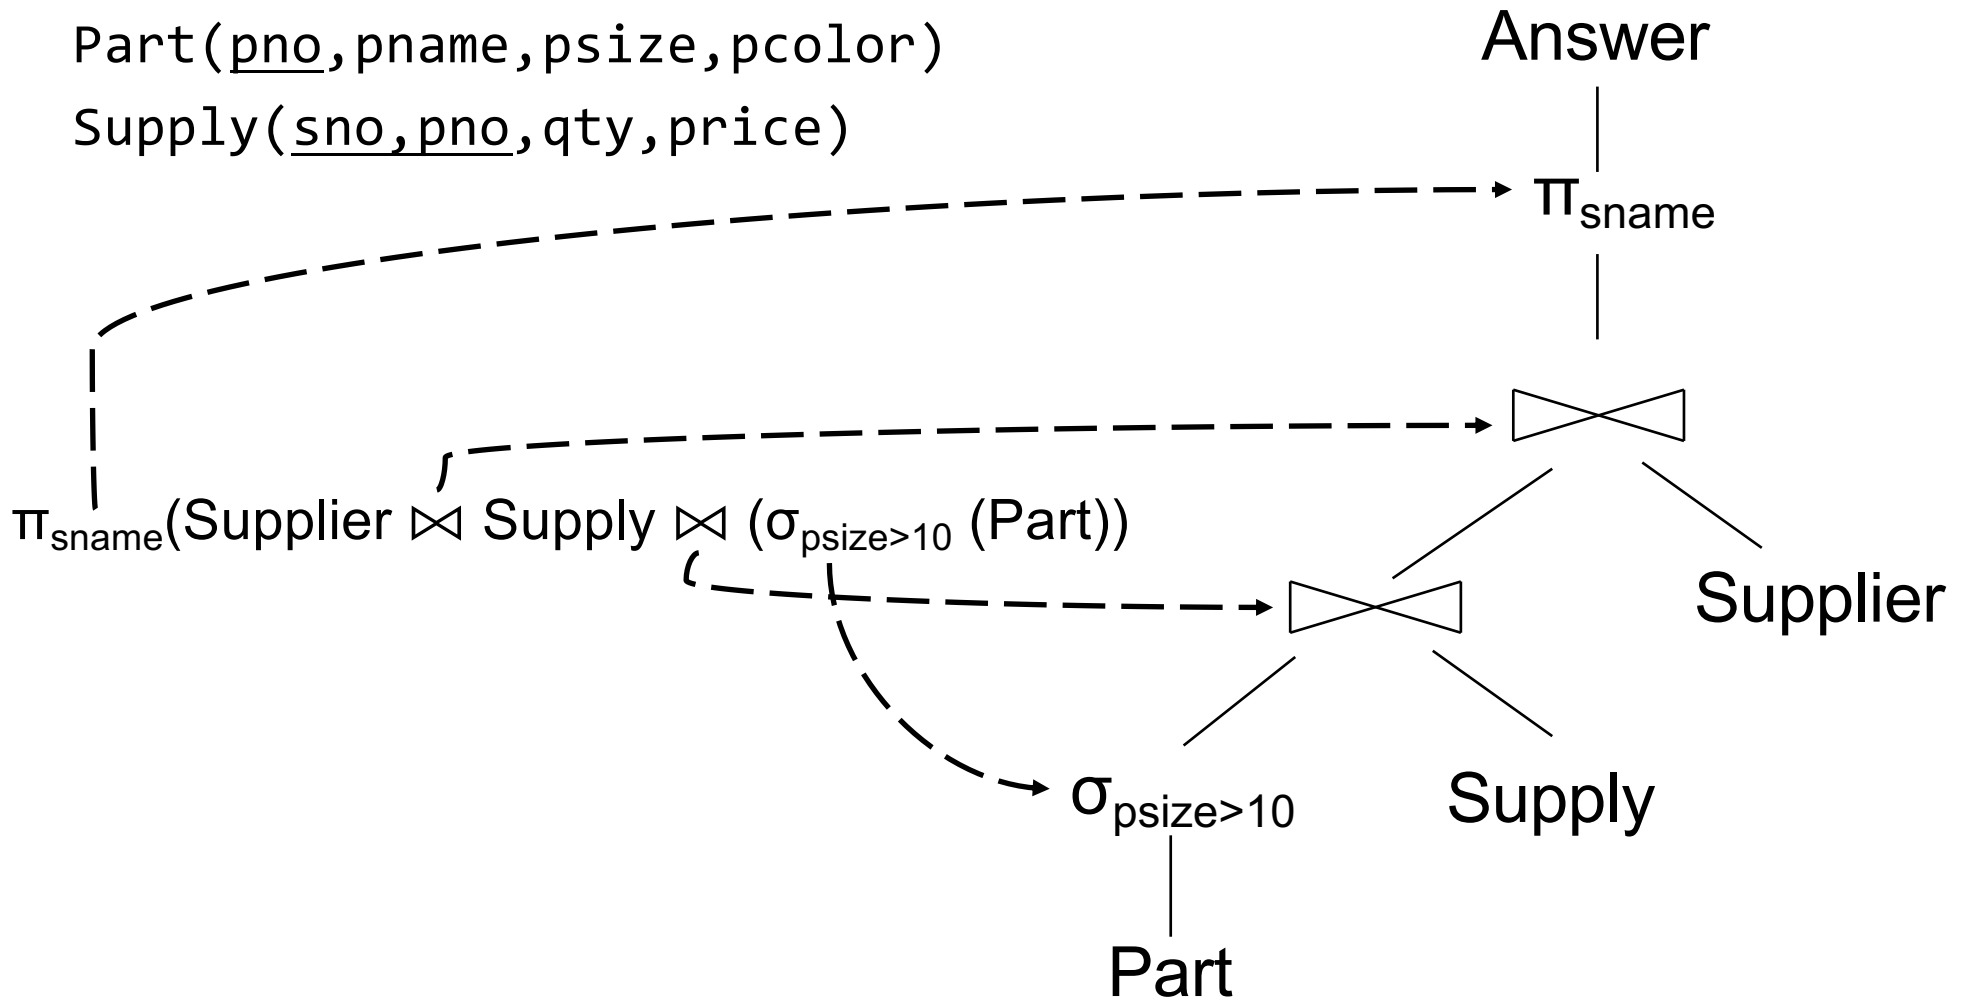 Part(pno,pname,psize,pcolor)
Supply(sno,pno,qty,price)
Answer
πsname
πsname(Supplier ⋈ Supply ⋈ (σpsize>10 (Part))
Supplier
σpsize>10
Supply
Part